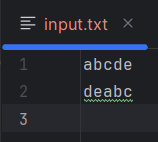 input.txt
1 abcde
2 deabc
3